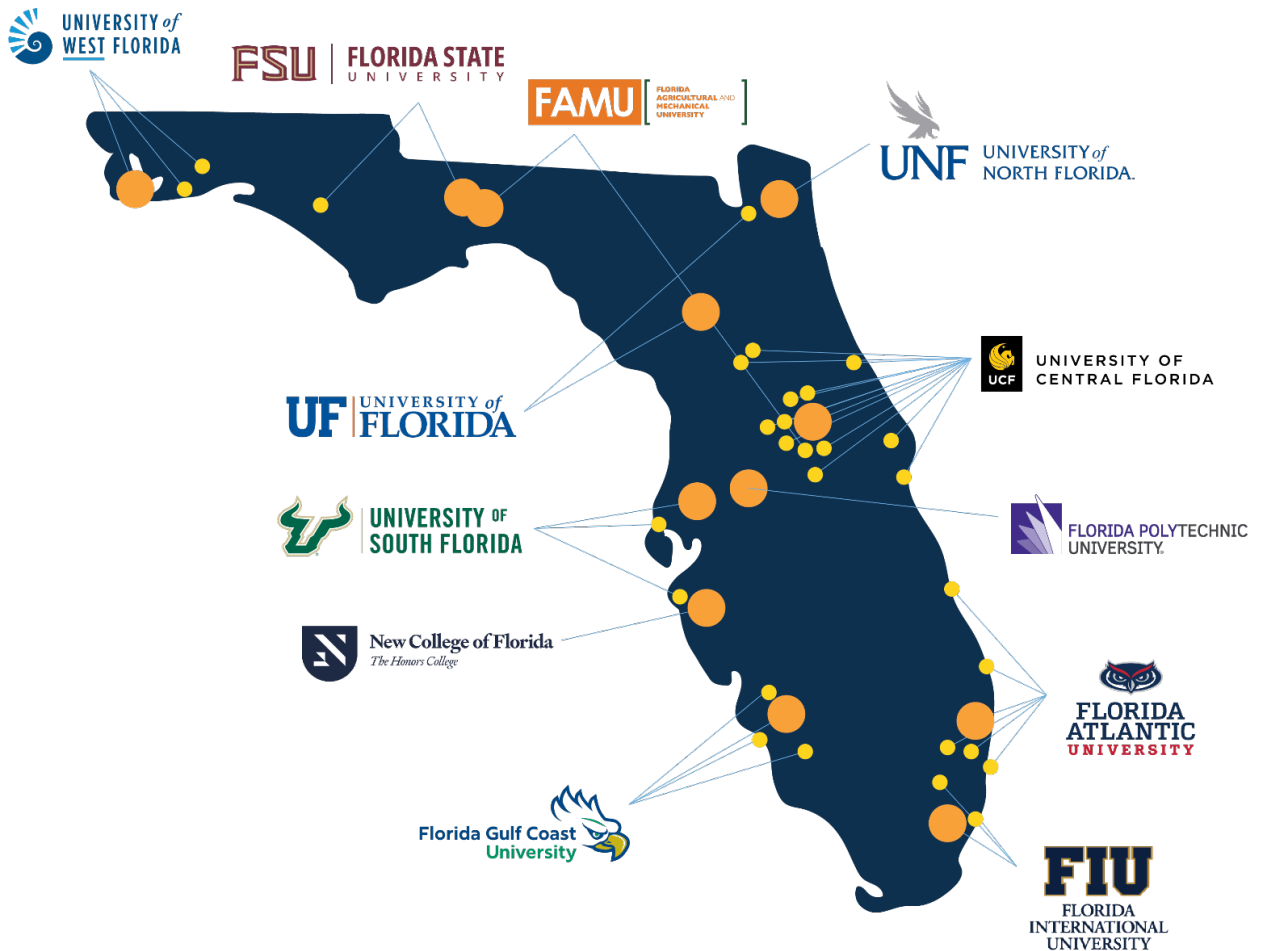 UNIVERSITY of
WEST FLORIDA
FSU
FLORIDA STATE
UNIVERSITY
FAMU
FLORIDA
AGRICULTURAL AND
MECHANICAL
UNIVERSITY
UNF
UNIVERSITY of
NORTH FLORIDA.
UCF
UNIVERSITY OF
CENTRAL FLORIDA
UF
UNIVERSITY of
FLORIDA
UNIVERSITY OF
SOUTH FLORIDA
FLORIDA POLYTECHNIC
UNIVERSITY
N
New College of Florida
The Honors College
FLORIDA
ATLANTIC
UNIVERSITY
Florida Gulf Coast
University
FIU
FLORIDA
INTERNATIONAL
UNIVERSITY